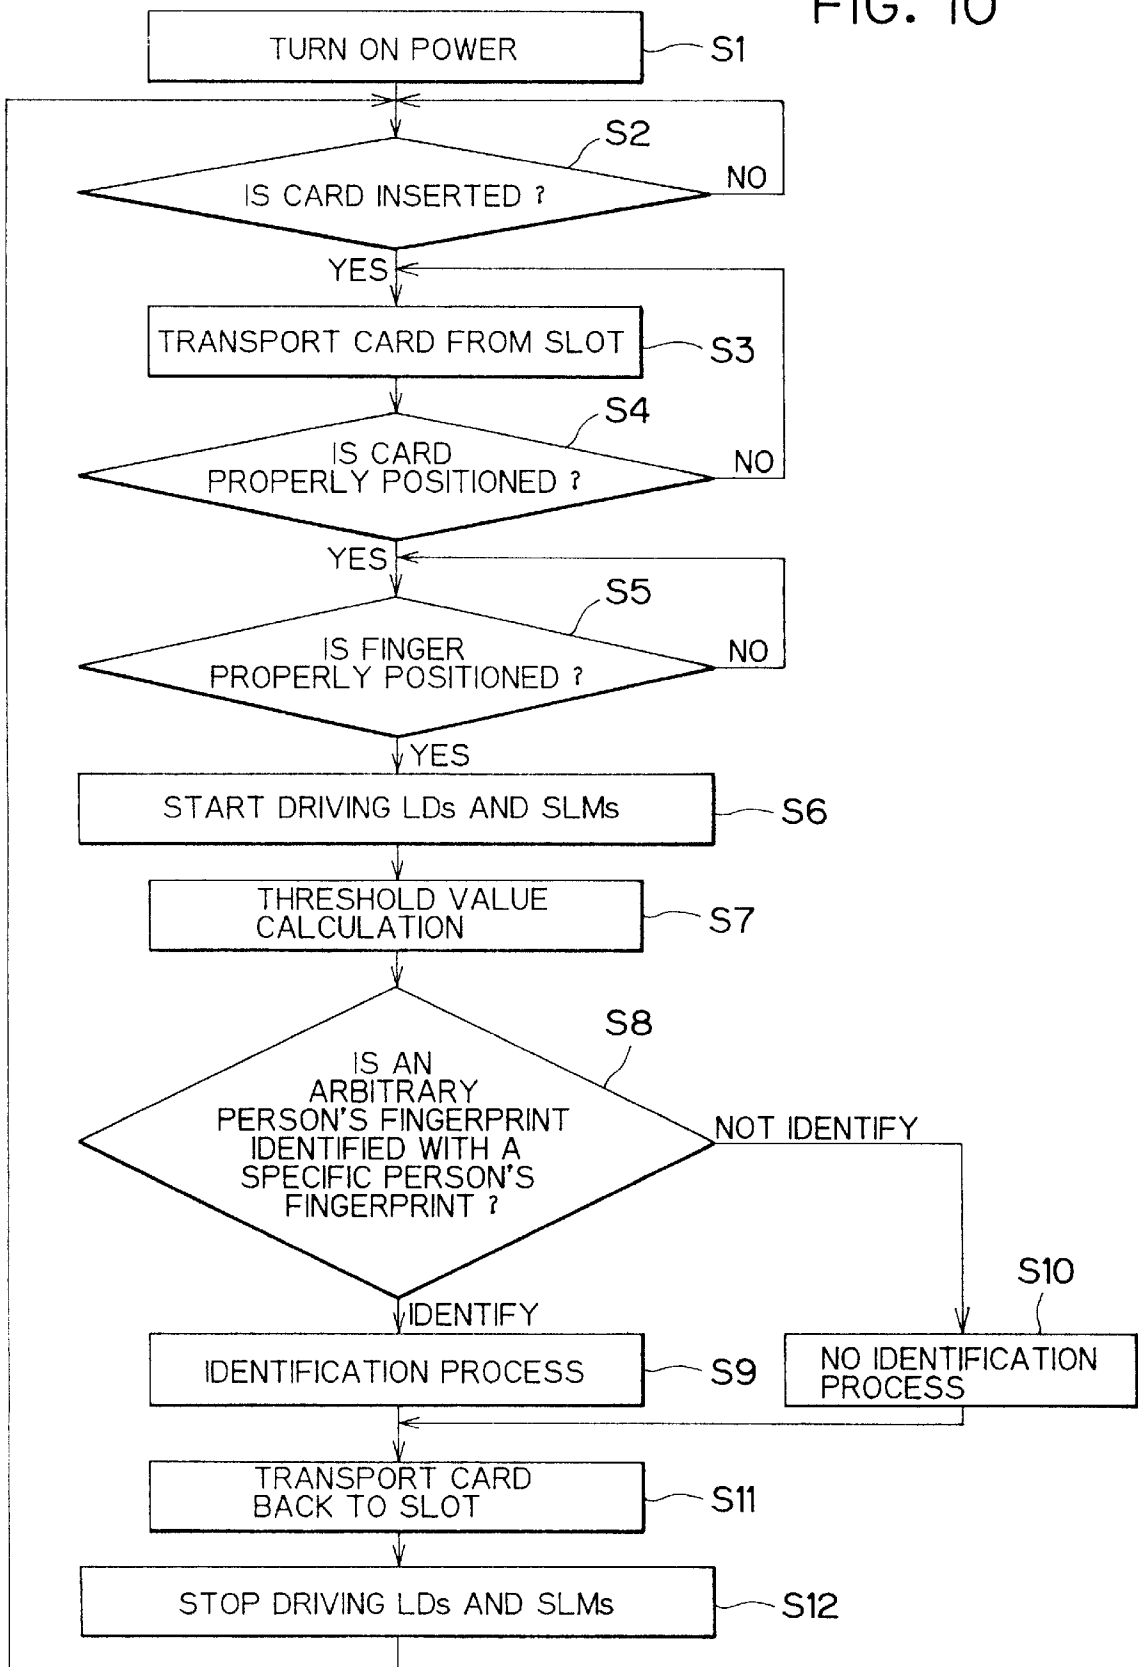 FIG. 10
TURN ON POWER
S1
S2
IS CARD INSERTED ?
NO
YES
TRANSPORT CARD FROM SLOT
S3
S4
IS CARD
PROPERLY POSITIONED ?
NO
YES
S5
IS FINGER
PROPERLY POSITIONED ?
NO
YES
START DRIVING LDs AND SLMs
S6
THRESHOLD VALUE
CALCULATION
S7
S8
IS AN
ARBITRARY
PERSON'S FINGERPRINT
IDENTIFIED WITH A
SPECIFIC PERSON'S
FINGERPRINT ?
NOT IDENTIFY
IDENTIFY
S10
IDENTIFICATION PROCESS
S9
NO IDENTIFICATION
PROCESS
TRANSPORT CARD
BACK TO SLOT
S11
STOP DRIVING LDs AND SLMs
S12